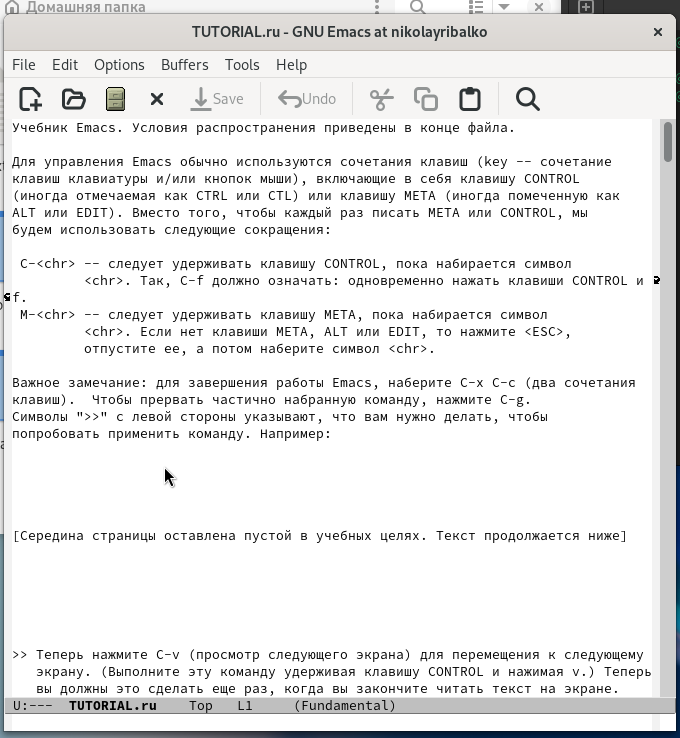 Домашняя папка
TUTORIAL.ru - GNU Emacs at nikolayribalko
File Edit Options Buffers Tools Help
Save Undo
Учебник Emacs. Условия распространения приведены в конце файла.
Для управления Emacs обычно используются сочетания клавиш (key -- сочетание
клавиш клавиатуры и/или кнопок мыши), включающие в себя клавишу CONTROL
(иногда отмечаемая как CTRL или CTL) или клавишу META (иногда помеченную как
ALT или EDIT). Вместо того, чтобы каждый раз писать META или CONTROL, мы
будем использовать следующие сокращения:
C-<chr> -- следует удерживать клавишу CONTROL, пока набирается символ
<chr>. Так, C-f должно означать: одновременно нажать клавиши CONTROL и
f.
M-<chr> -- следует удерживать клавишу META, пока набирается символ
<chr>. Если нет клавиши META, ALT или EDIT, то нажмите <ESC>,
отпустите ее, а потом наберите символ <chr>.
Важное замечание: для завершения работы Emacs, наберите C-x C-c (два сочетания
клавиш).  Чтобы прервать частично набранную команду, нажмите C-g.
Символы ">>" с левой стороны указывают, что вам нужно делать, чтобы
попробовать применить команду. Например:
[Середина страницы оставлена пустой в учебных целях. Текст продолжается ниже]
>> Теперь нажмите C-v (просмотр следующего экрана) для перемещения к следующему
экрану. (Выполните эту команду удерживая клавишу CONTROL и нажимая v.) Теперь
вы должны это сделать еще раз, когда вы закончите читать текст на экране.
U:--- TUTORIAL.ru Top L1 (Fundamental)